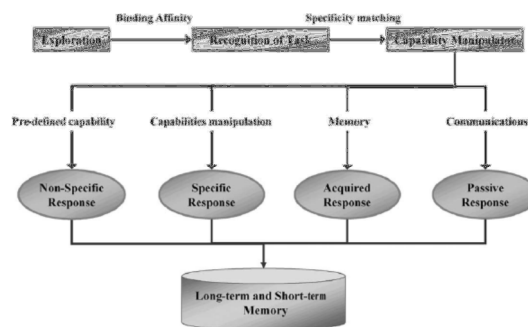 Binding Affinity
Specificity matching
Exploration
Recognition of Task
Capability Manipulator
Pre-defined capability
Capabilities manipulation
Memory
Communications
Non-Specific
Response
Specific
Response
Acquired
Response
Passive
Response
Long-term and Short-term
Memory